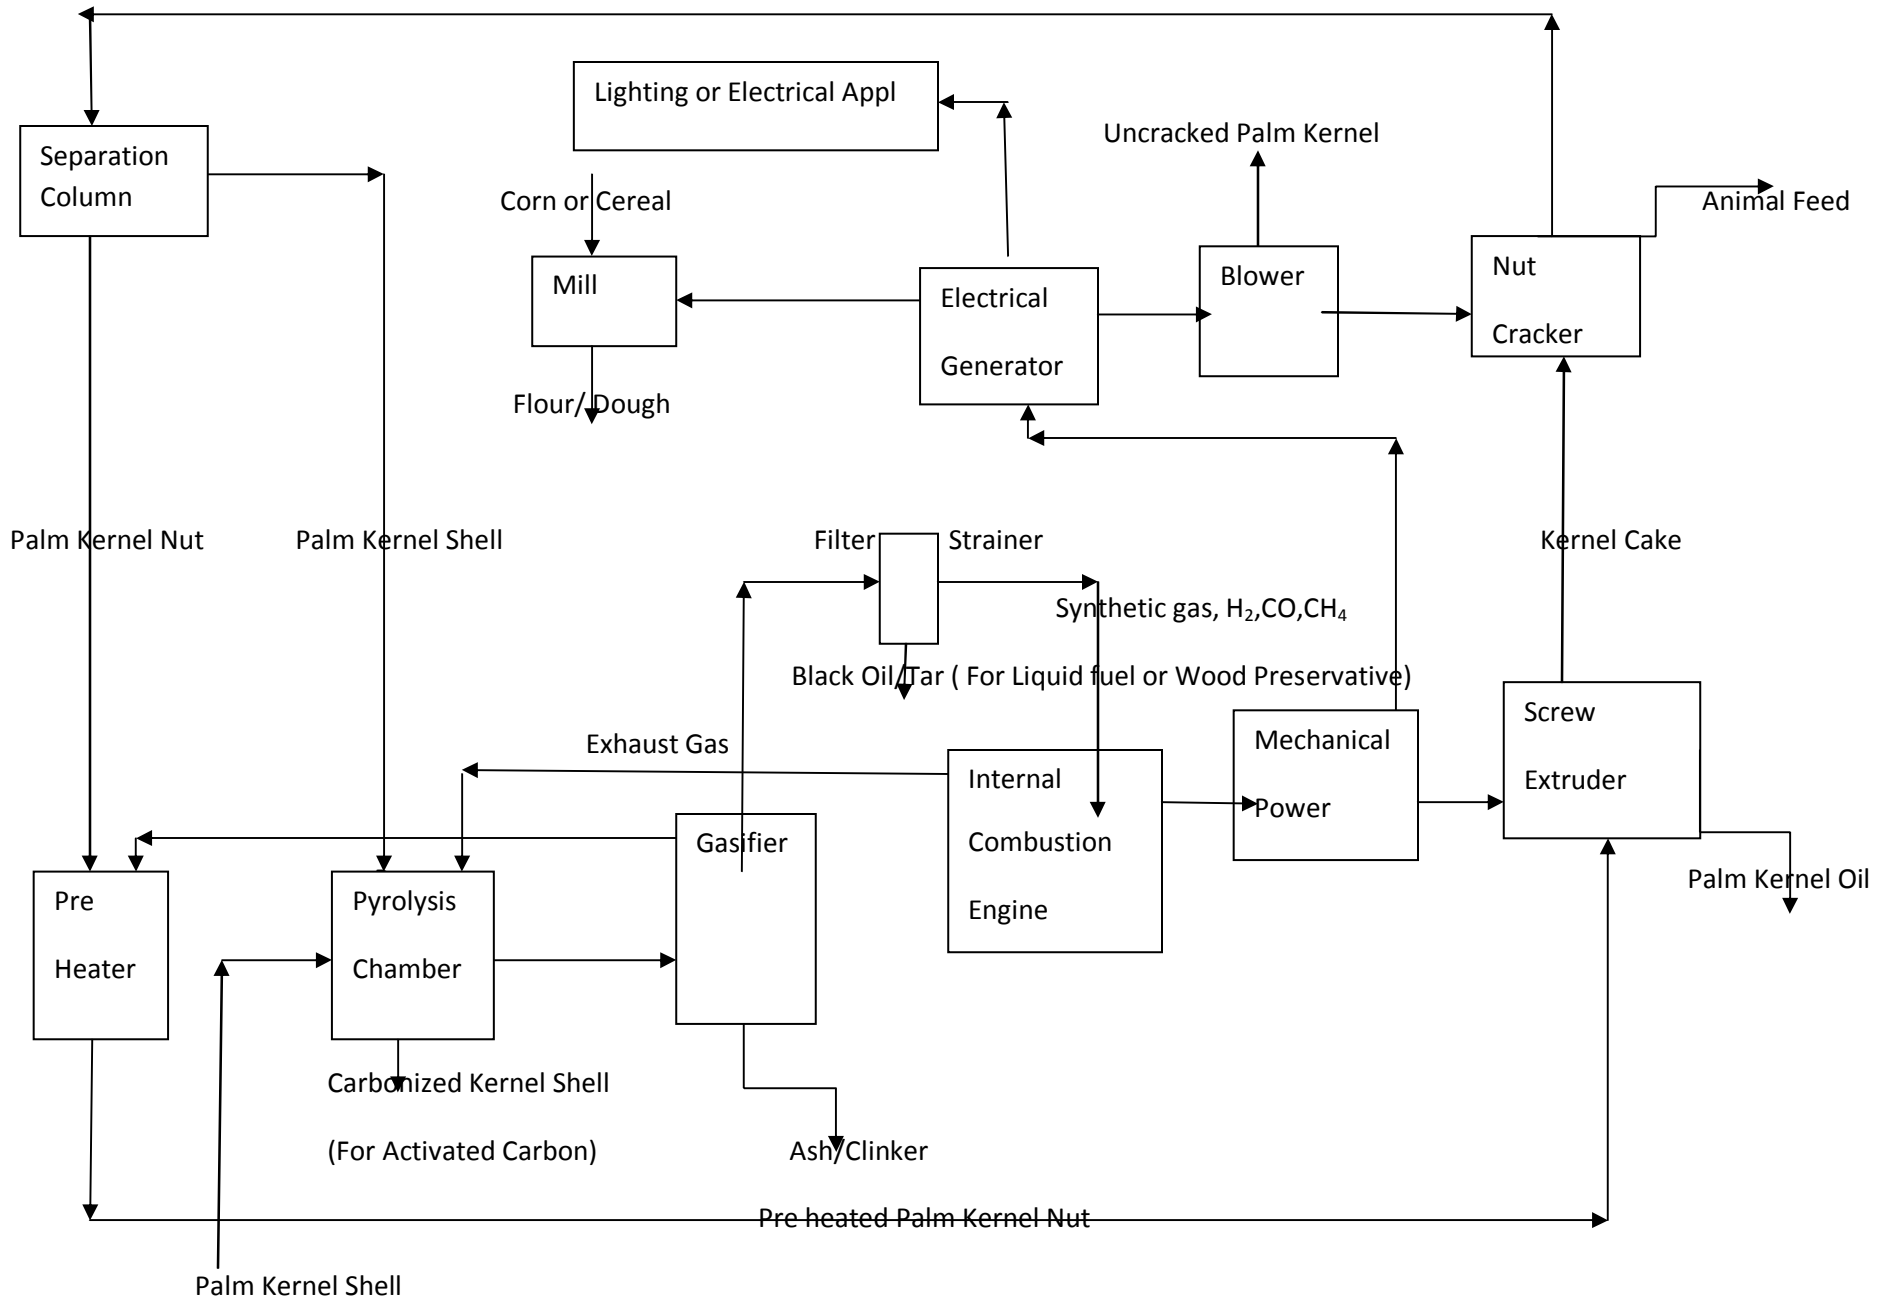 Lighting or Electrical Appl
Uncracked Palm Kernel
Separation
Column
Corn or Cereal
Animal Feed
Mill
Electrical
Generator
Blower
Nut
Cracker
Flour/ Dough
Palm Kernel Nut
Palm Kernel Shell
Filter
Strainer
Kernel Cake
Synthetic gas, H₂,CO,CH₄
Black Oil/Tar ( For Liquid fuel or Wood Preservative)
Exhaust Gas
Mechanical
Power
Screw
Extruder
Internal
Combustion
Engine
Gasifier
Palm Kernel Oil
Pre
Heater
Pyrolysis
Chamber
Carbonized Kernel Shell
(For Activated Carbon)
Ash/Clinker
Pre heated Palm Kernel Nut
Palm Kernel Shell